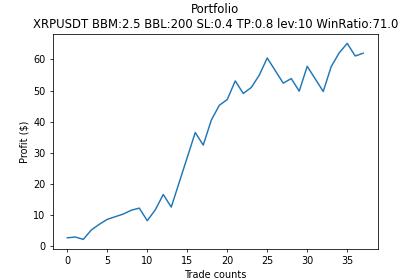 Portfolio
XRPUSDT BBM:2.5 BBL:200 SL:0.4 TP:0.8 lev:10 WinRatio:71.0
60
50
40
30
20
10
0
Profit ($)
0 5 10 15 20 25 30 35
Trade counts